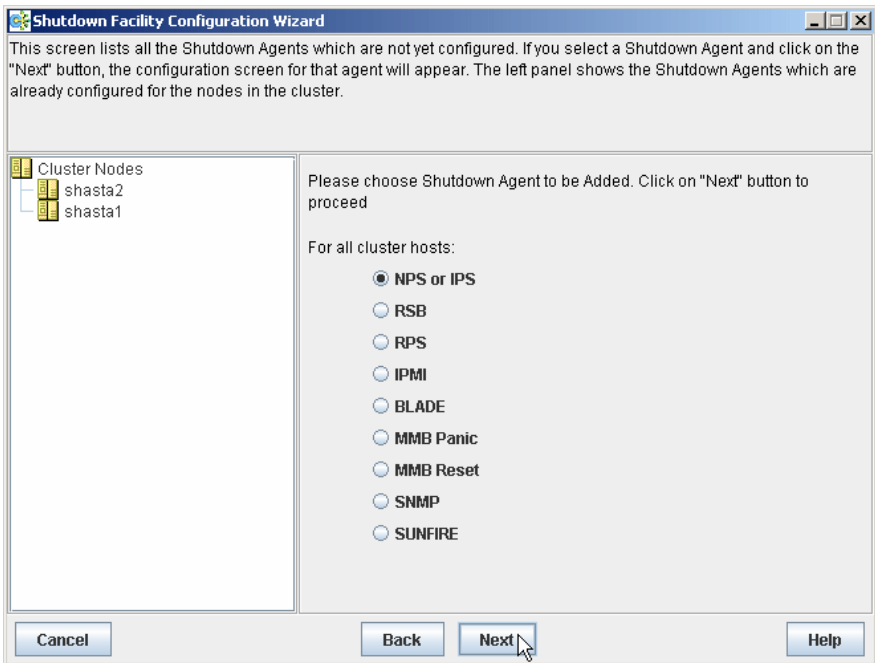 Shutdown Facility Configuration Wizard
This screen lists all the Shutdown Agents which are not yet configured. If you select a Shutdown Agent and click on the
"Next" button, the configuration screen for that agent will appear. The left panel shows the Shutdown Agents which are
already configured for the nodes in the cluster.
Cluster Nodes
shasta2
shasta1
Please choose Shutdown Agent to be Added. Click on "Next" button to
proceed
For all cluster hosts:
NPS or IPS
RSB
RPS
IPMI
BLADE
MMB Panic
MMB Reset
SNMP
SUNFIRE
Cancel
Back
Next
Help